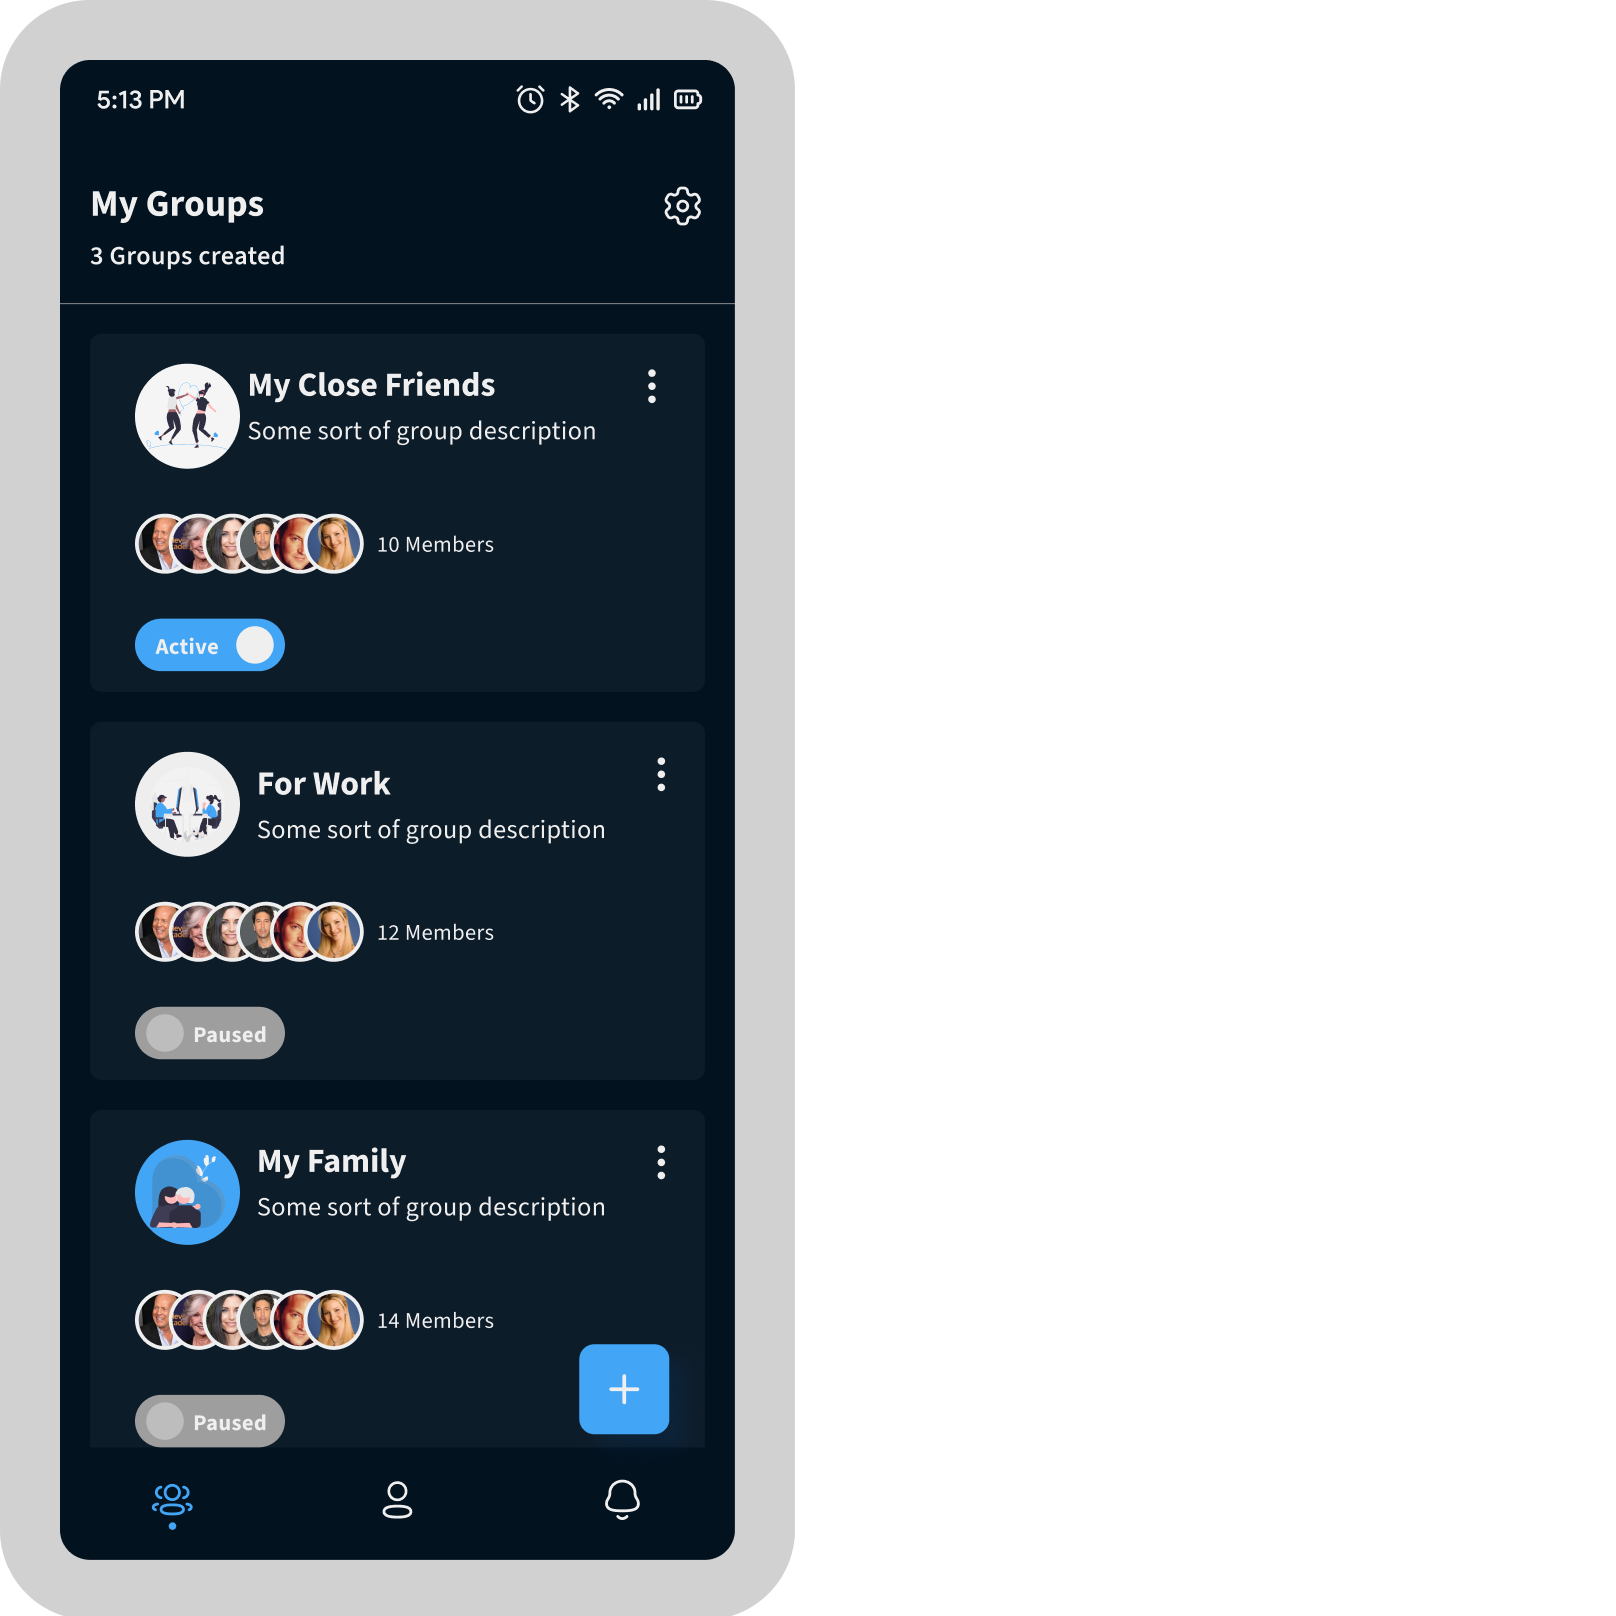 5:13 PM
My Groups
3 Groups created
My Close Friends
Some sort of group description
10 Members
Active
For Work
Some sort of group description
12 Members
Paused
My Family
Some sort of group description
14 Members
Paused